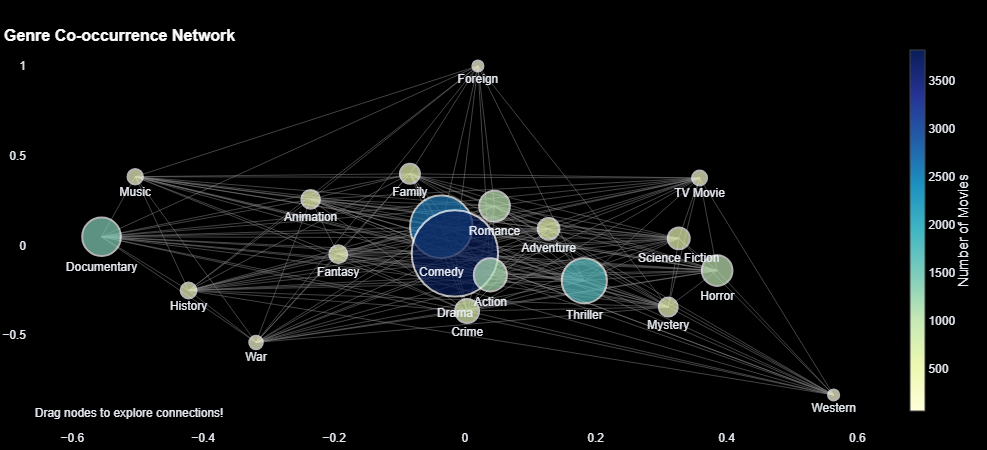 Genre Co-occurrence Network
1
0.5
0
−0.5
Foreign
Music
Family
TV Movie
Animation
Romance
Adventure
Science Fiction
Documentary
Fantasy
Comedy
Horror
History
Action
Drama
Thriller
Mystery
Crime
War
Western
Drag nodes to explore connections!
−0.6
−0.4
−0.2
0
0.2
0.4
0.6
3500
3000
2500
2000
1500
1000
500
Number of Movies